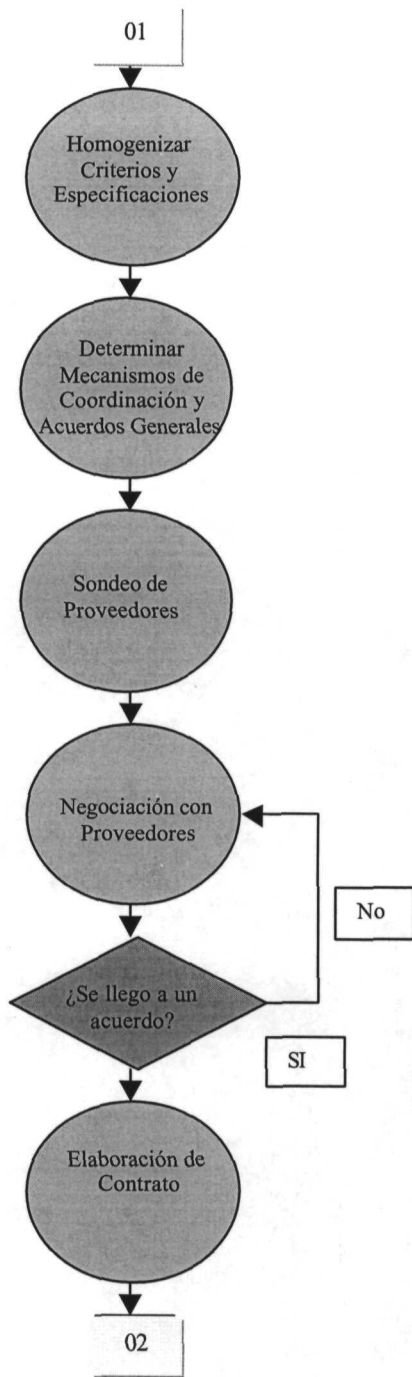 01
Homogenizar
Criterios y
Especificaciones
Determinar
Mecanismos de
Coordinación y
Acuerdos Generales
Sondeo de
Proveedores
Negociación con
Proveedores
No
¿Se llego a un
acuerdo?
SI
Elaboración de
Contrato
02